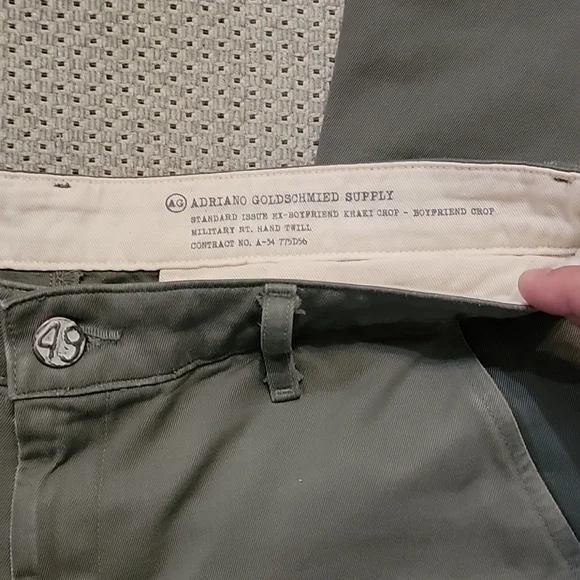 AG ADRIANO GOLDSCHMIED SUPPLY
STANDARD ISSUE EX-BOYFRIEND KHAKI CROP - BOYFRIEND CROP
MILITARY RT. HAND TWILL
CONTRACT NO. A-34 775D56
48